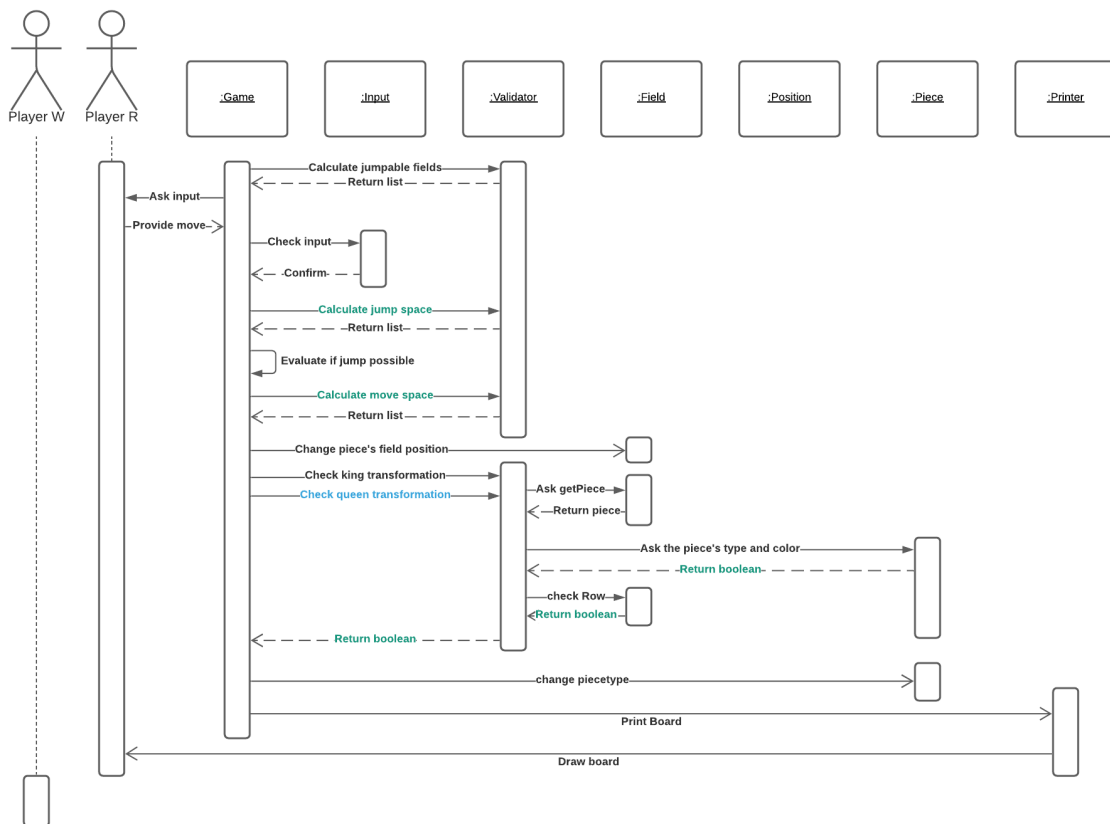 Player W
Player R
:Game
:Input
:Validator
:Field
:Position
:Piece
:Printer
Calculate jumpable fields
Return list
Ask input
Provide move
Check input
Confirm
Calculate jump space
Return list
Evaluate if jump possible
Calculate move space
Return list
Change piece's field position
Check king transformation
Ask getPiece
Check queen transformation
Return piece
Ask the piece's type and color
Return boolean
check Row
Return boolean
Return boolean
change piecetype
Print Board
Draw board